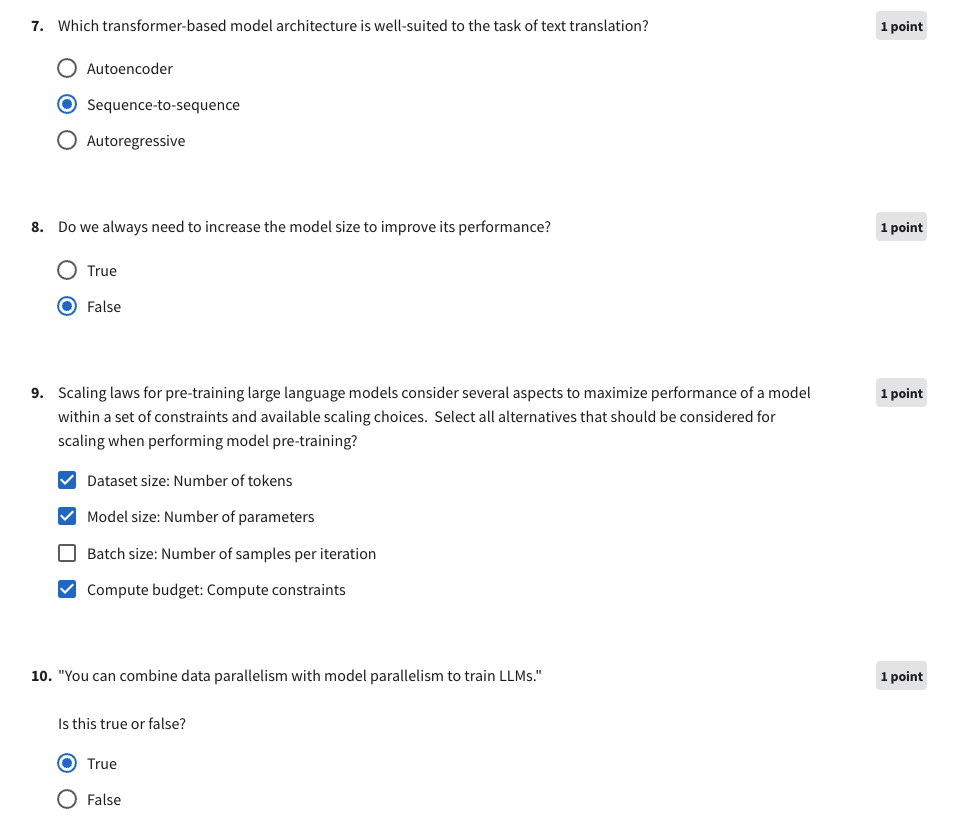 7. Which transformer-based model architecture is well-suited to the task of text translation? 1 point
Autoencoder
Sequence-to-sequence
Autoregressive
8. Do we always need to increase the model size to improve its performance? 1 point
True
False
9. Scaling laws for pre-training large language models consider several aspects to maximize performance of a model 1 point
within a set of constraints and available scaling choices.  Select all alternatives that should be considered for
scaling when performing model pre-training?
Dataset size: Number of tokens
Model size: Number of parameters
Batch size: Number of samples per iteration
Compute budget: Compute constraints
10. "You can combine data parallelism with model parallelism to train LLMs." 1 point
Is this true or false?
True
False